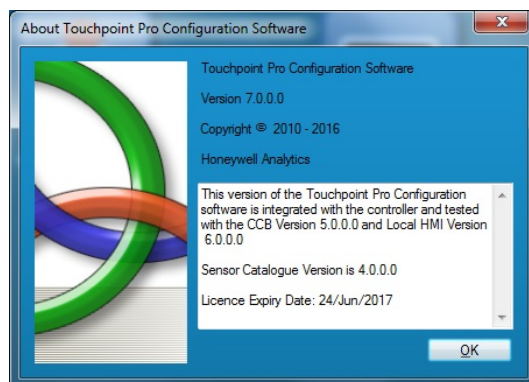 About Touchpoint Pro Configuration Software
Touchpoint Pro Configuration Software
Version 7.0.0.0
Copyright © 2010 - 2016
Honeywell Analytics
This version of the Touchpoint Pro Configuration
software is integrated with the controller and tested
with the CCB Version 5.0.0.0 and Local HMI Version
6.0.0.0
Sensor Catalogue Version is 4.0.0.0
Licence Expiry Date: 24/Jun/2017
OK